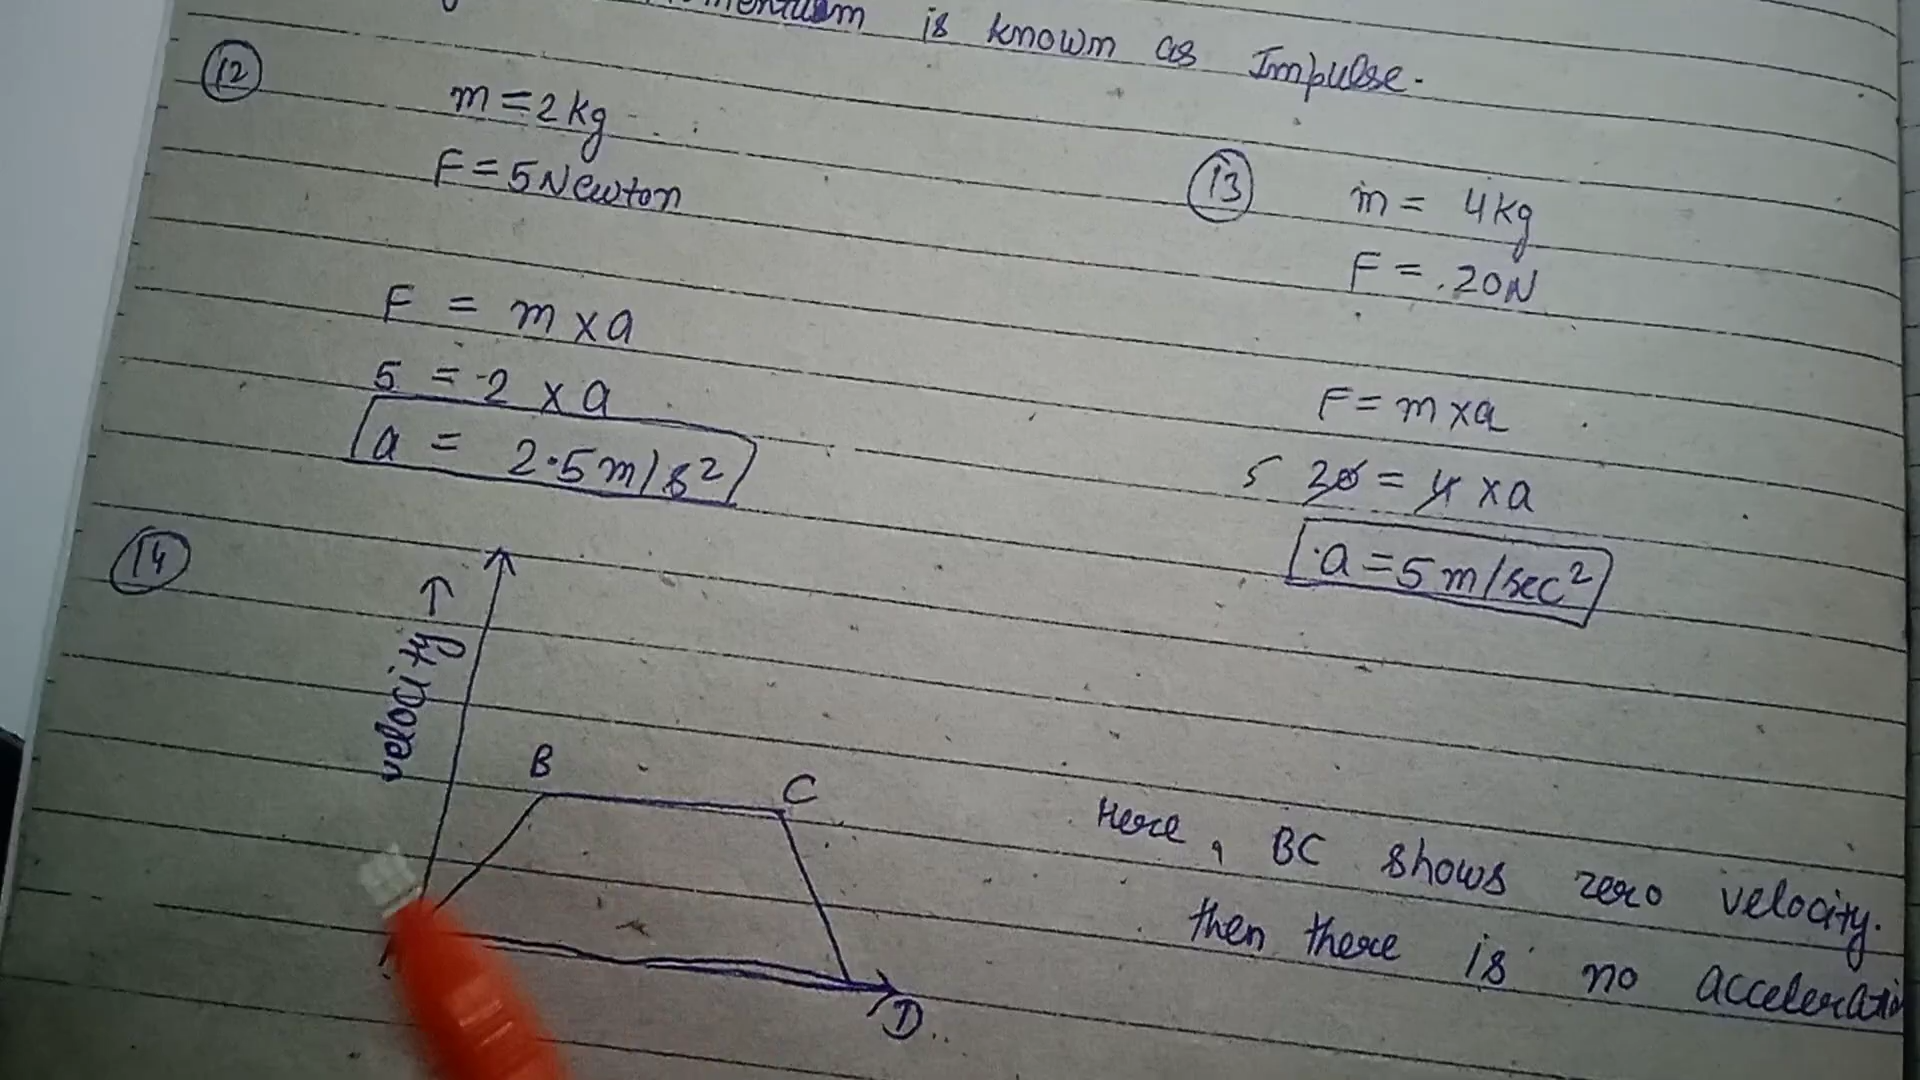 is known as Impulse.
12
m = 2 kg
F = 5 Newton
F = m x a
5 = 2 x a
a = 2.5 m/s²
13
m = 4 kg
F = 20N
F = m x a
5 20 = 4 x a
a = 5 m/sec²
14
velocity →
B
C
D
Here, BC shows zero velocity.
then there is no